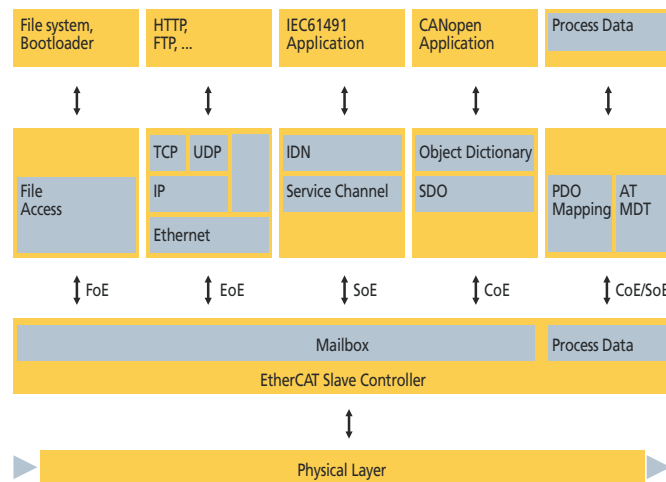 File system,
Bootloader
HTTP,
FTP, ...
IEC61491
Application
CANopen
Application
Process Data
TCP
UDP
IDN
Object Dictionary
File
Access
IP
Service Channel
SDO
PDO
Mapping
AT
MDT
Ethernet
FoE
EoE
SoE
CoE
CoE/SoE
Mailbox
Process Data
EtherCAT Slave Controller
Physical Layer